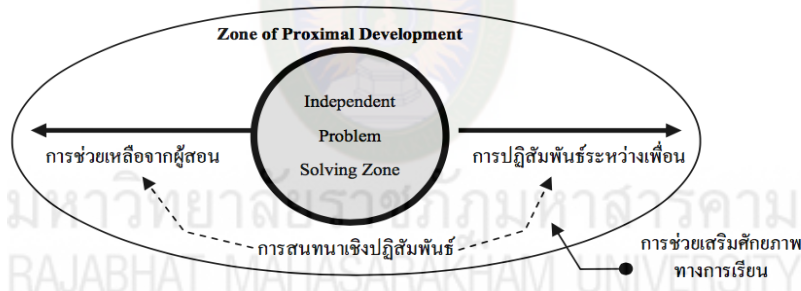 Zone of Proximal Development
Independent
Problem
Solving Zone
การช่วยเหลือจากผู้สอน
การปฏิสัมพันธ์ระหว่างเพื่อน
การสนทนาเชิงปฏิสัมพันธ์
การช่วยเสริมศักยภาพ
ทางการเรียน
มหาวิทยาลัยราชภัฏมหาสารคาม
RAJABHAT MAHASARAKHAM UNIVERSITY